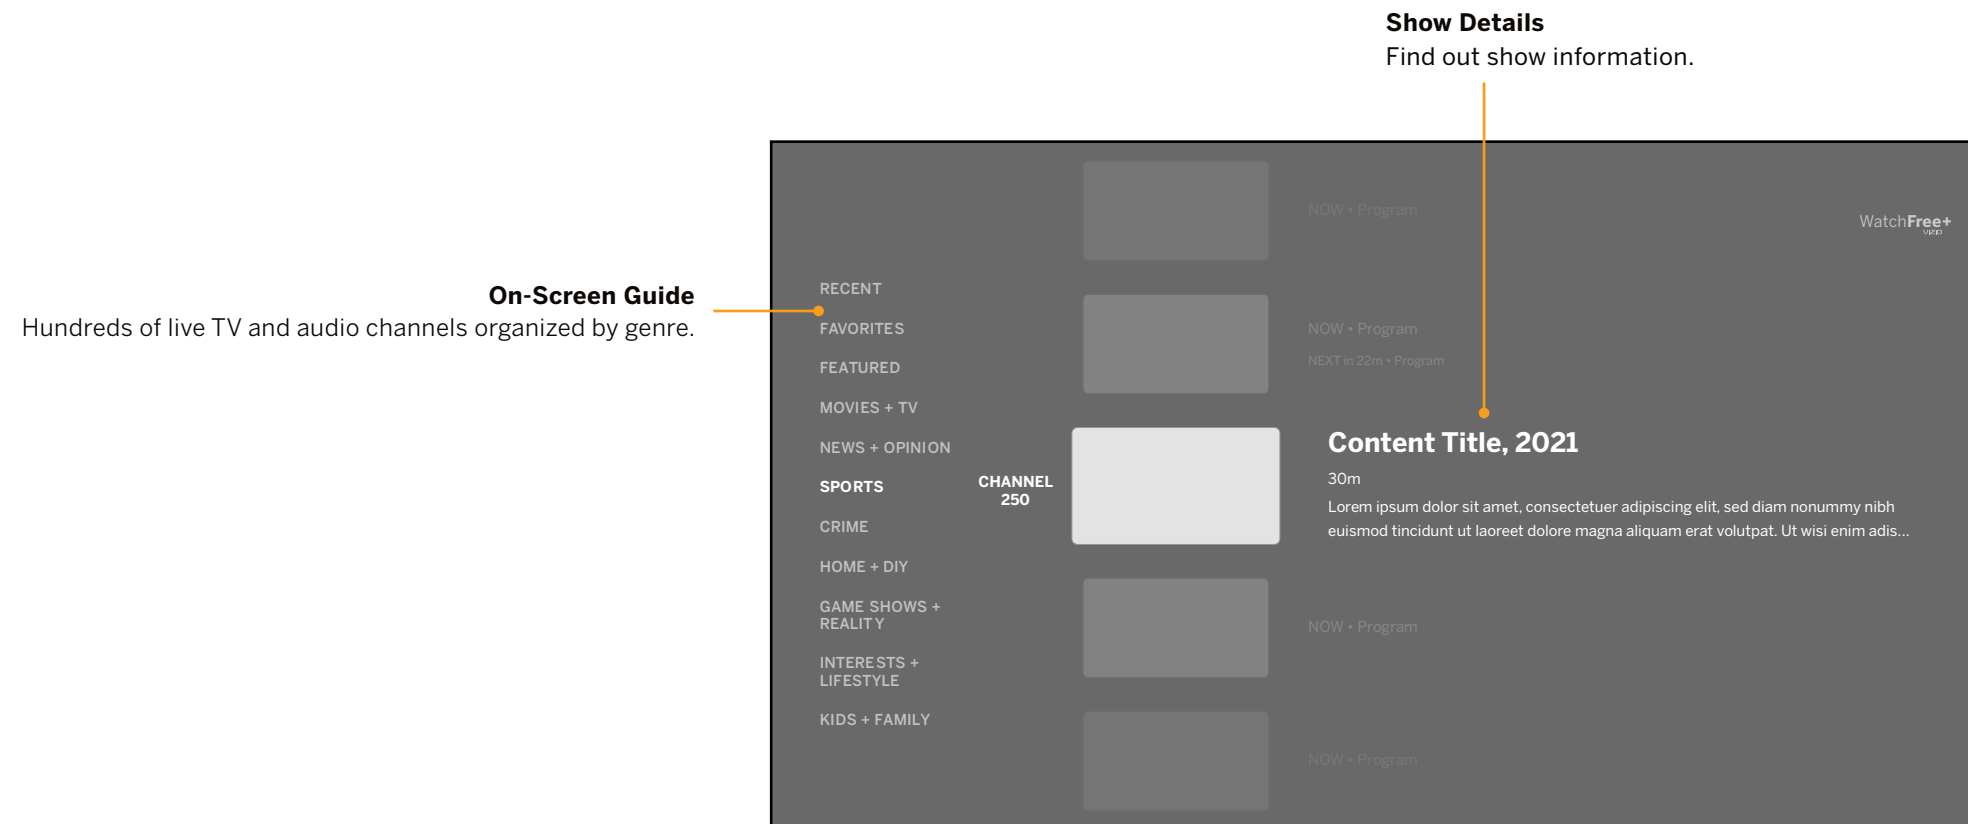 Show Details
Find out show information.
NOW • Program
WatchFree+
VIZIO
On-Screen Guide
Hundreds of live TV and audio channels organized by genre.
RECENT
FAVORITES
FEATURED
MOVIES + TV
NEWS + OPINION
SPORTS
CRIME
HOME + DIY
GAME SHOWS +
REALITY
INTERESTS +
LIFESTYLE
KIDS + FAMILY
CHANNEL
250
NOW • Program
NEXT in 22m • Program
Content Title, 2021
30m
Lorem ipsum dolor sit amet, consectetuer adipiscing elit, sed diam nonummy nibh
euismod tincidunt ut laoreet dolore magna aliquam erat volutpat. Ut wisi enim adis...
NOW • Program
NOW • Program